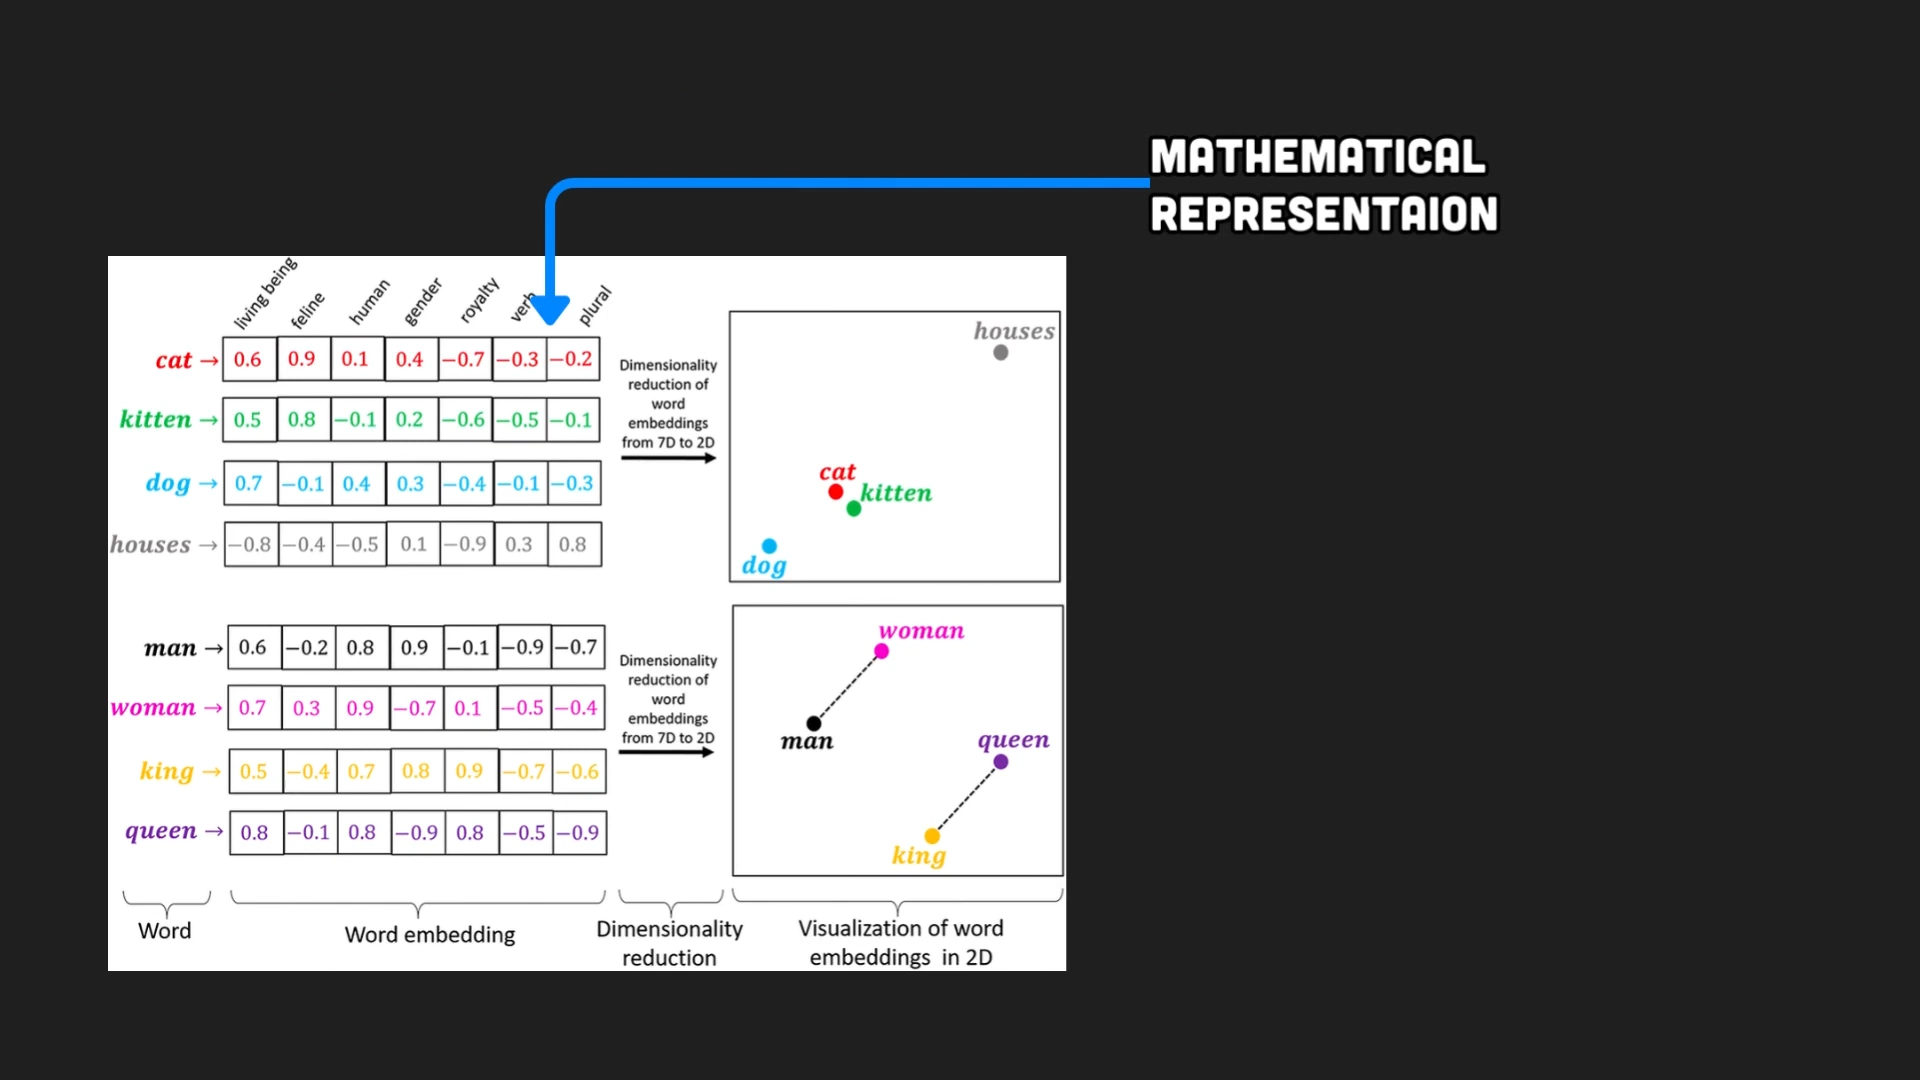 MATHEMATICAL
REPRESENTAION
living being feline human gender royalty verb plural
cat → 0.6 0.9 0.1 0.4 −0.7 −0.3 −0.2
kitten → 0.5 0.8 −0.1 0.2 −0.6 −0.5 −0.1
dog → 0.7 −0.1 0.4 0.3 −0.4 −0.1 −0.3
houses → −0.8 −0.4 −0.5 0.1 −0.9 0.3 0.8
Dimensionality
reduction of
word
embeddings
from 7D to 2D
houses
cat
kitten
dog
man → 0.6 −0.2 0.8 0.9 −0.1 −0.9 −0.7
woman → 0.7 0.3 0.9 −0.7 0.1 −0.5 −0.4
king → 0.5 −0.4 0.7 0.8 0.9 −0.7 −0.6
queen → 0.8 −0.1 0.8 −0.9 0.8 −0.5 −0.9
Dimensionality
reduction of
word
embeddings
from 7D to 2D
woman
man
queen
king
Word
Word embedding
Dimensionality
reduction
Visualization of word
embeddings in 2D